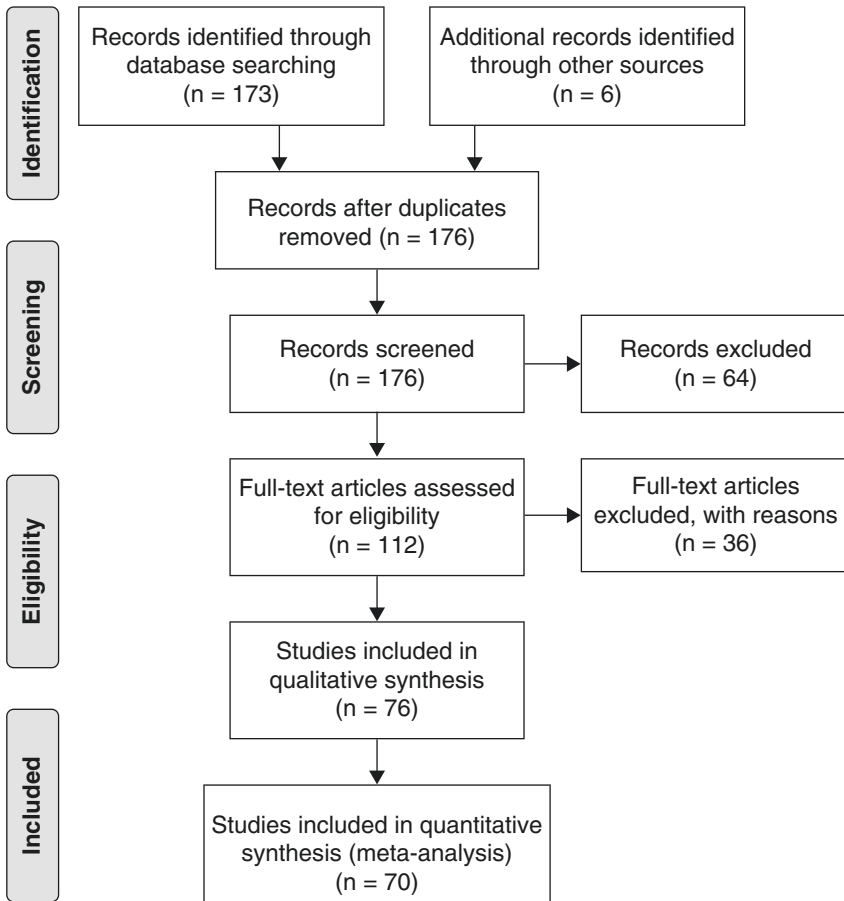 Identification
Records identified through
database searching
(n = 173)
Additional records identified
through other sources
(n = 6)
Records after duplicates
removed (n = 176)
Screening
Records screened
(n = 176)
Records excluded
(n = 64)
Eligibility
Full-text articles assessed
for eligibility
(n = 112)
Full-text articles
excluded, with reasons
(n = 36)
Studies included in
qualitative synthesis
(n = 76)
Included
Studies included in quantitative
synthesis (meta-analysis)
(n = 70)